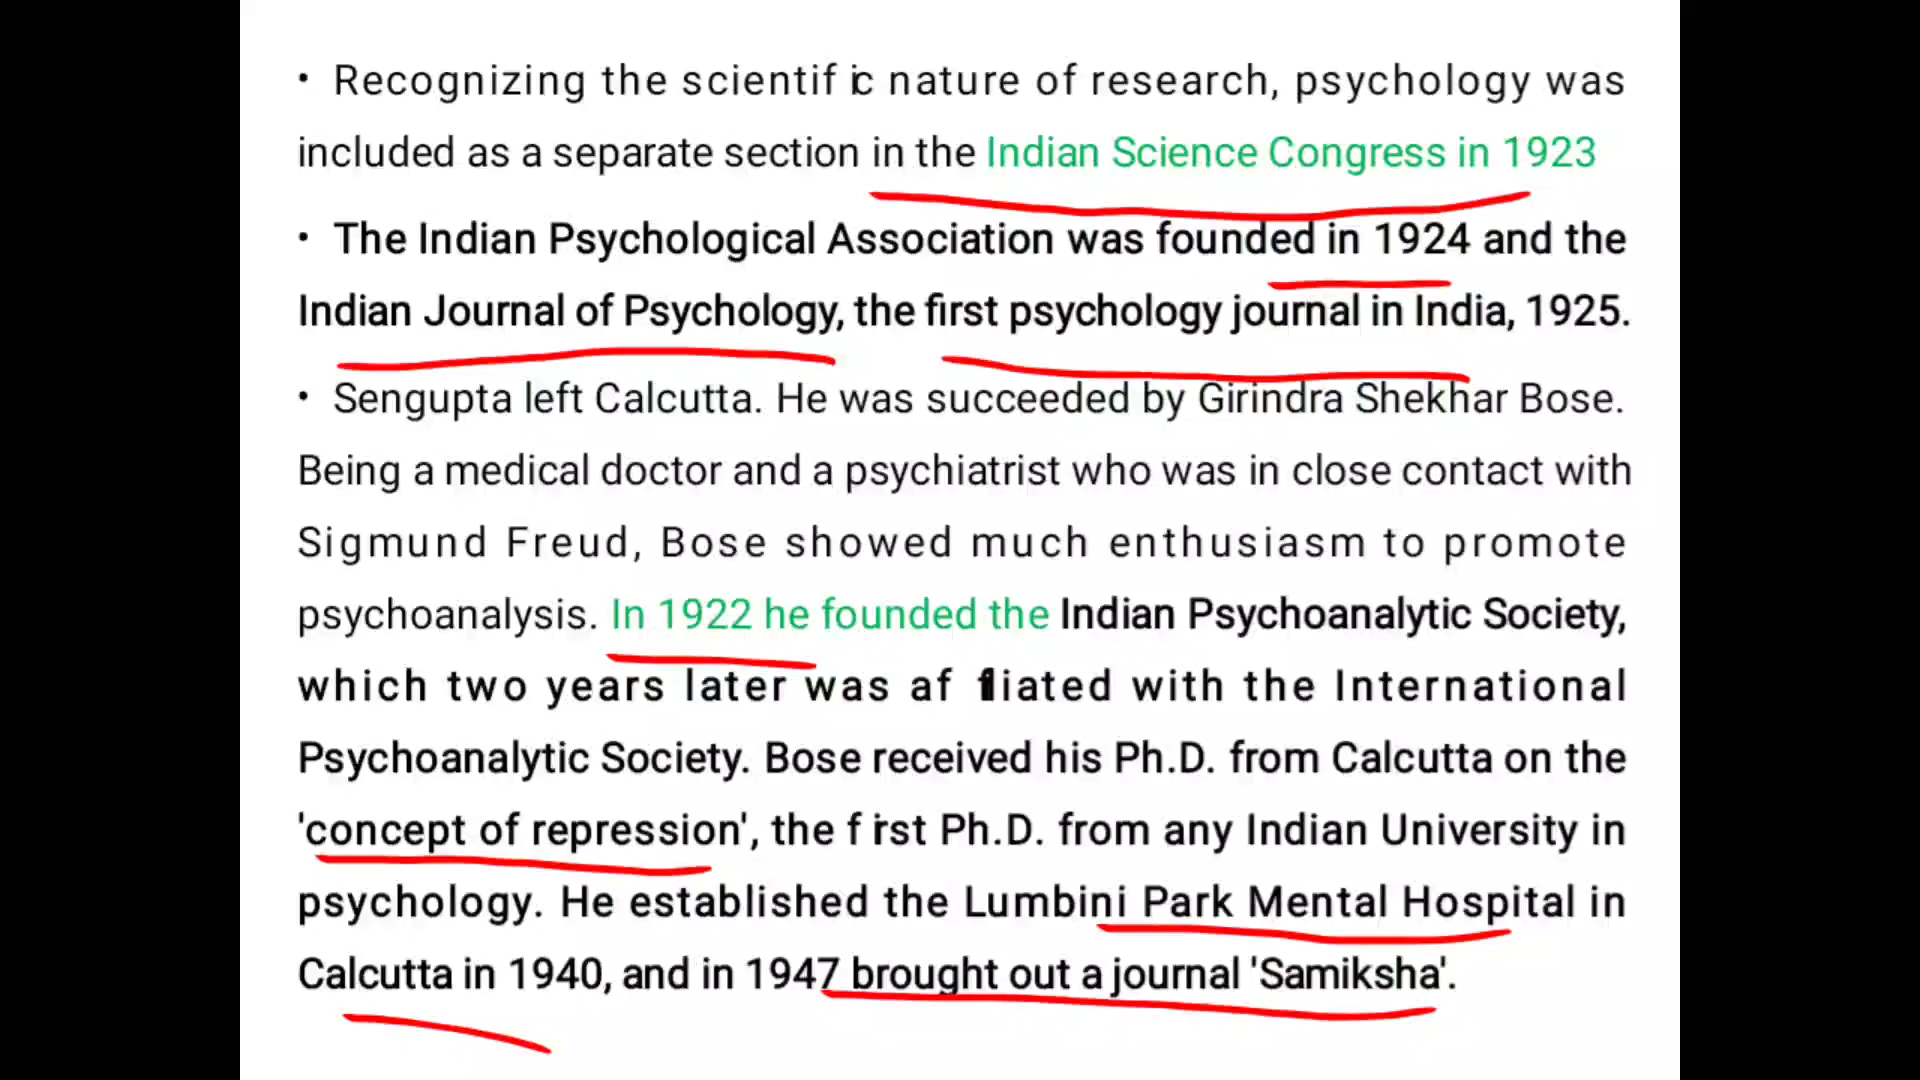 • Recognizing the scientific nature of research, psychology was
included as a separate section in the Indian Science Congress in 1923
• The Indian Psychological Association was founded in 1924 and the
Indian Journal of Psychology, the first psychology journal in India, 1925.
• Sengupta left Calcutta. He was succeeded by Girindra Shekhar Bose.
Being a medical doctor and a psychiatrist who was in close contact with
Sigmund Freud, Bose showed much enthusiasm to promote
psychoanalysis. In 1922 he founded the Indian Psychoanalytic Society,
which two years later was af fliated with the International
Psychoanalytic Society. Bose received his Ph.D. from Calcutta on the
'concept of repression', the first Ph.D. from any Indian University in
psychology. He established the Lumbini Park Mental Hospital in
Calcutta in 1940, and in 1947 brought out a journal 'Samiksha'.